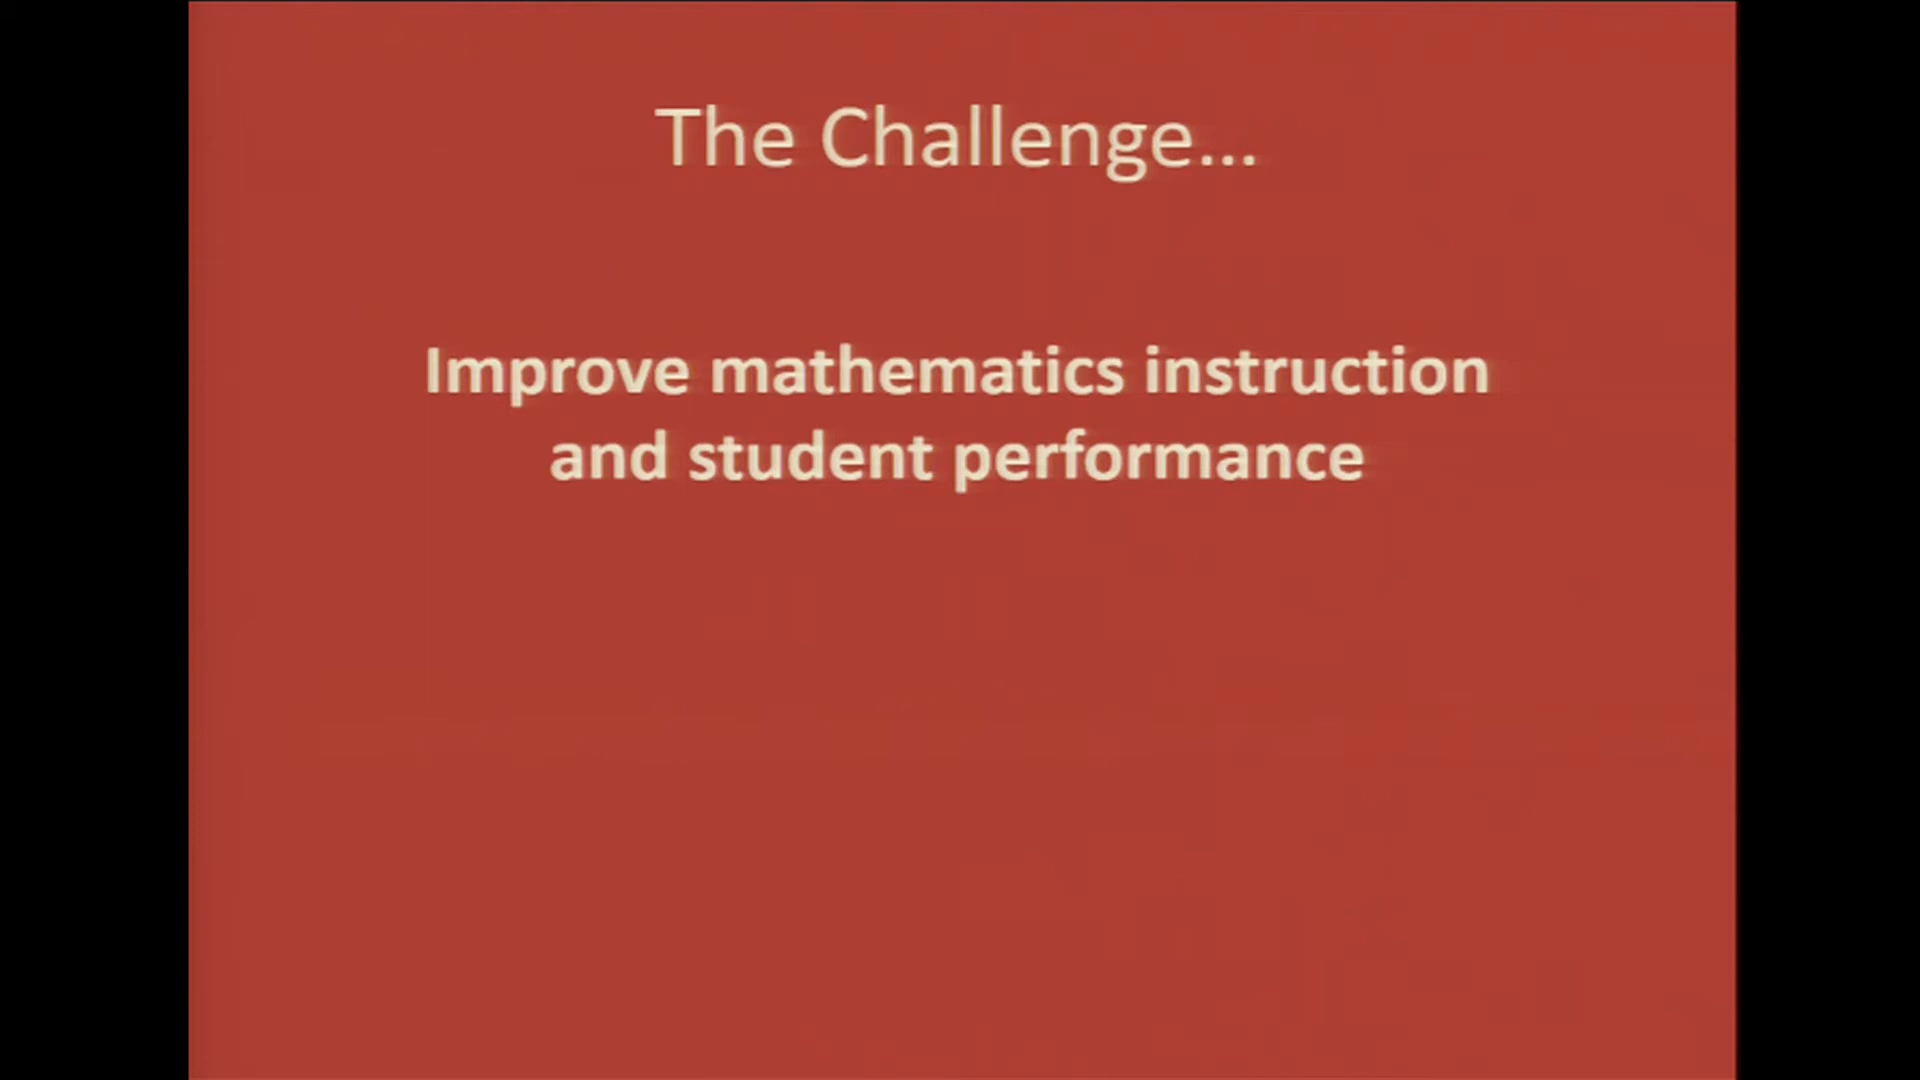 The Challenge...
Improve mathematics instruction
and student performance